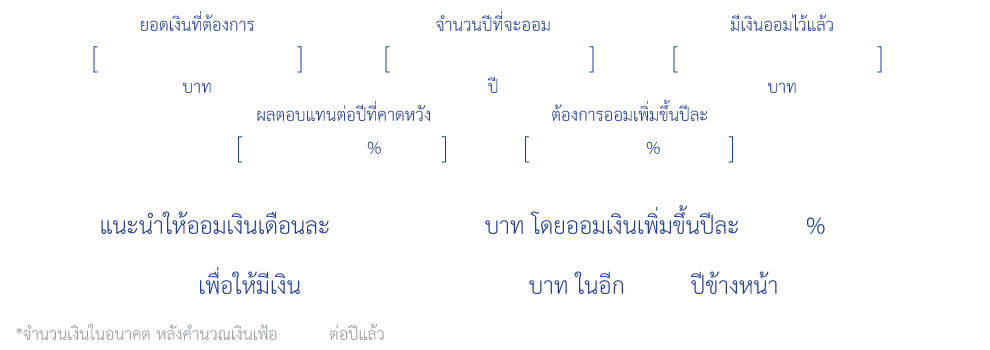 ยอดเงินที่ต้องการ จำนวนปีที่จะออม มีเงินออมไว้แล้ว
[ ] [ ] [ ]
บาท ปี บาท
ผลตอบแทนต่อปีที่คาดหวัง ต้องการออมเพิ่มขึ้นปีละ
[ % ] [ % ]
แนะนำให้ออมเงินเดือนละ บาท โดยออมเงินเพิ่มขึ้นปีละ %
เพื่อให้มีเงิน บาท ในอีก ปีข้างหน้า
*จำนวนเงินในอนาคต หลังคำนวณเงินเฟ้อ ต่อปีแล้ว